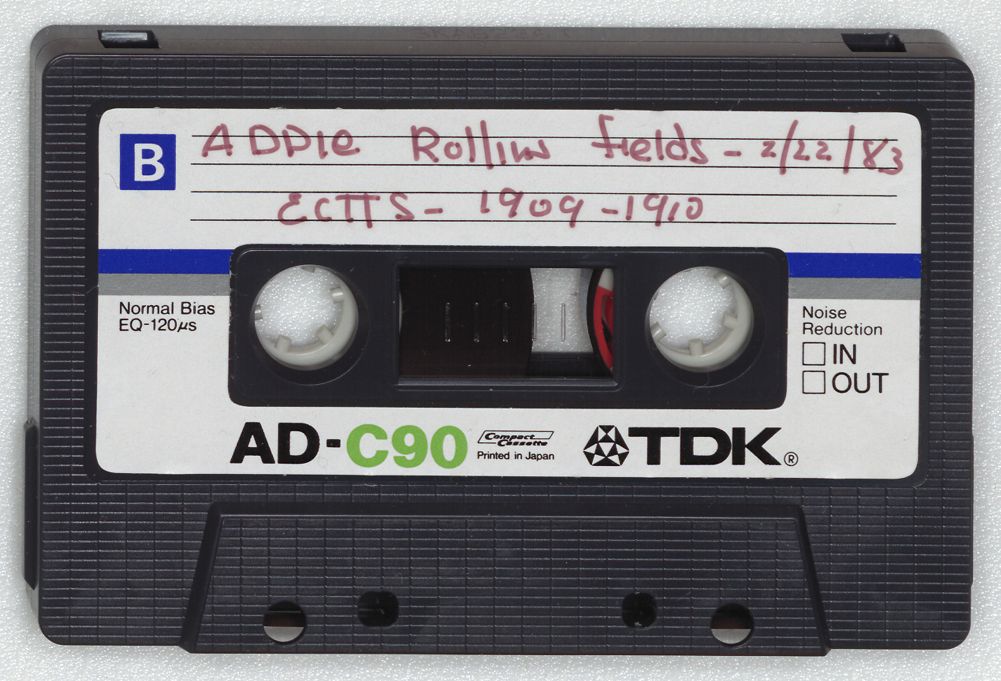 B
ADDIE Rollin fields - 2/22/83
ECTTS - 1909 - 1910
Normal Bias
EQ-120µs
Noise
Reduction
IN
OUT
AD-C90
Compact
Cassette
Printed in Japan
TDK®